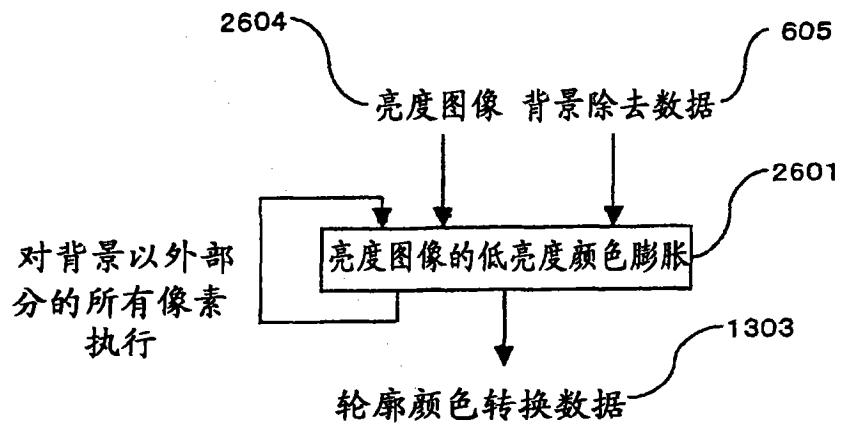 2604
605
亮度图像 背景除去数据
2601
亮度图像的低亮度颜色膨胀
对背景以外部
分的所有像素
执行
1303
轮廓颜色转换数据